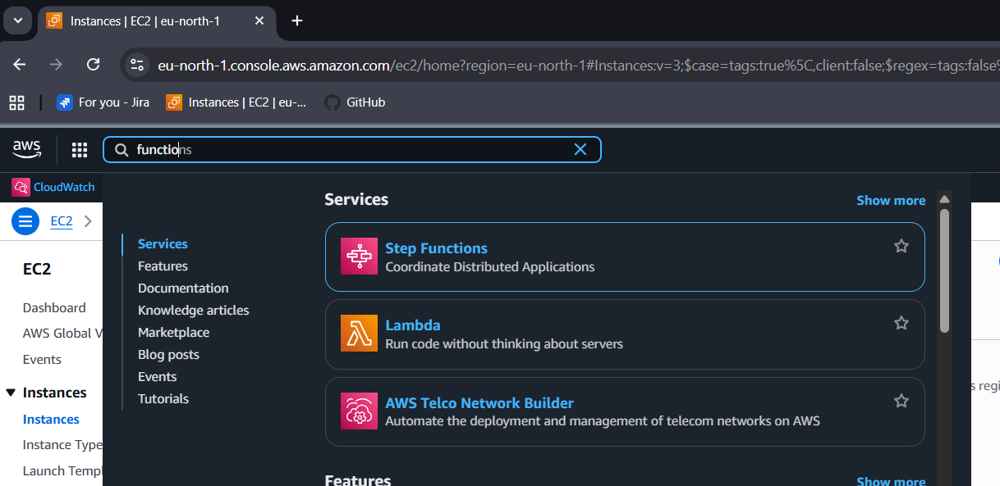 Instances | EC2 | eu-north-1
eu-north-1.console.aws.amazon.com/ec2/home?region=eu-north-1#Instances:v=3;$case=tags:true%5C,client:false;$regex=tags:false%
For you - Jira
Instances | EC2 | eu-...
GitHub
aws
functions
CloudWatch
EC2
EC2
Dashboard
AWS Global V
Events
Instances
Instances
Instance Type
Launch Templ
Services
Features
Documentation
Knowledge articles
Marketplace
Blog posts
Events
Tutorials
Services
Show more
Step Functions
Coordinate Distributed Applications
Lambda
Run code without thinking about servers
AWS Telco Network Builder
Automate the deployment and management of telecom networks on AWS
Features
Show more
s regi